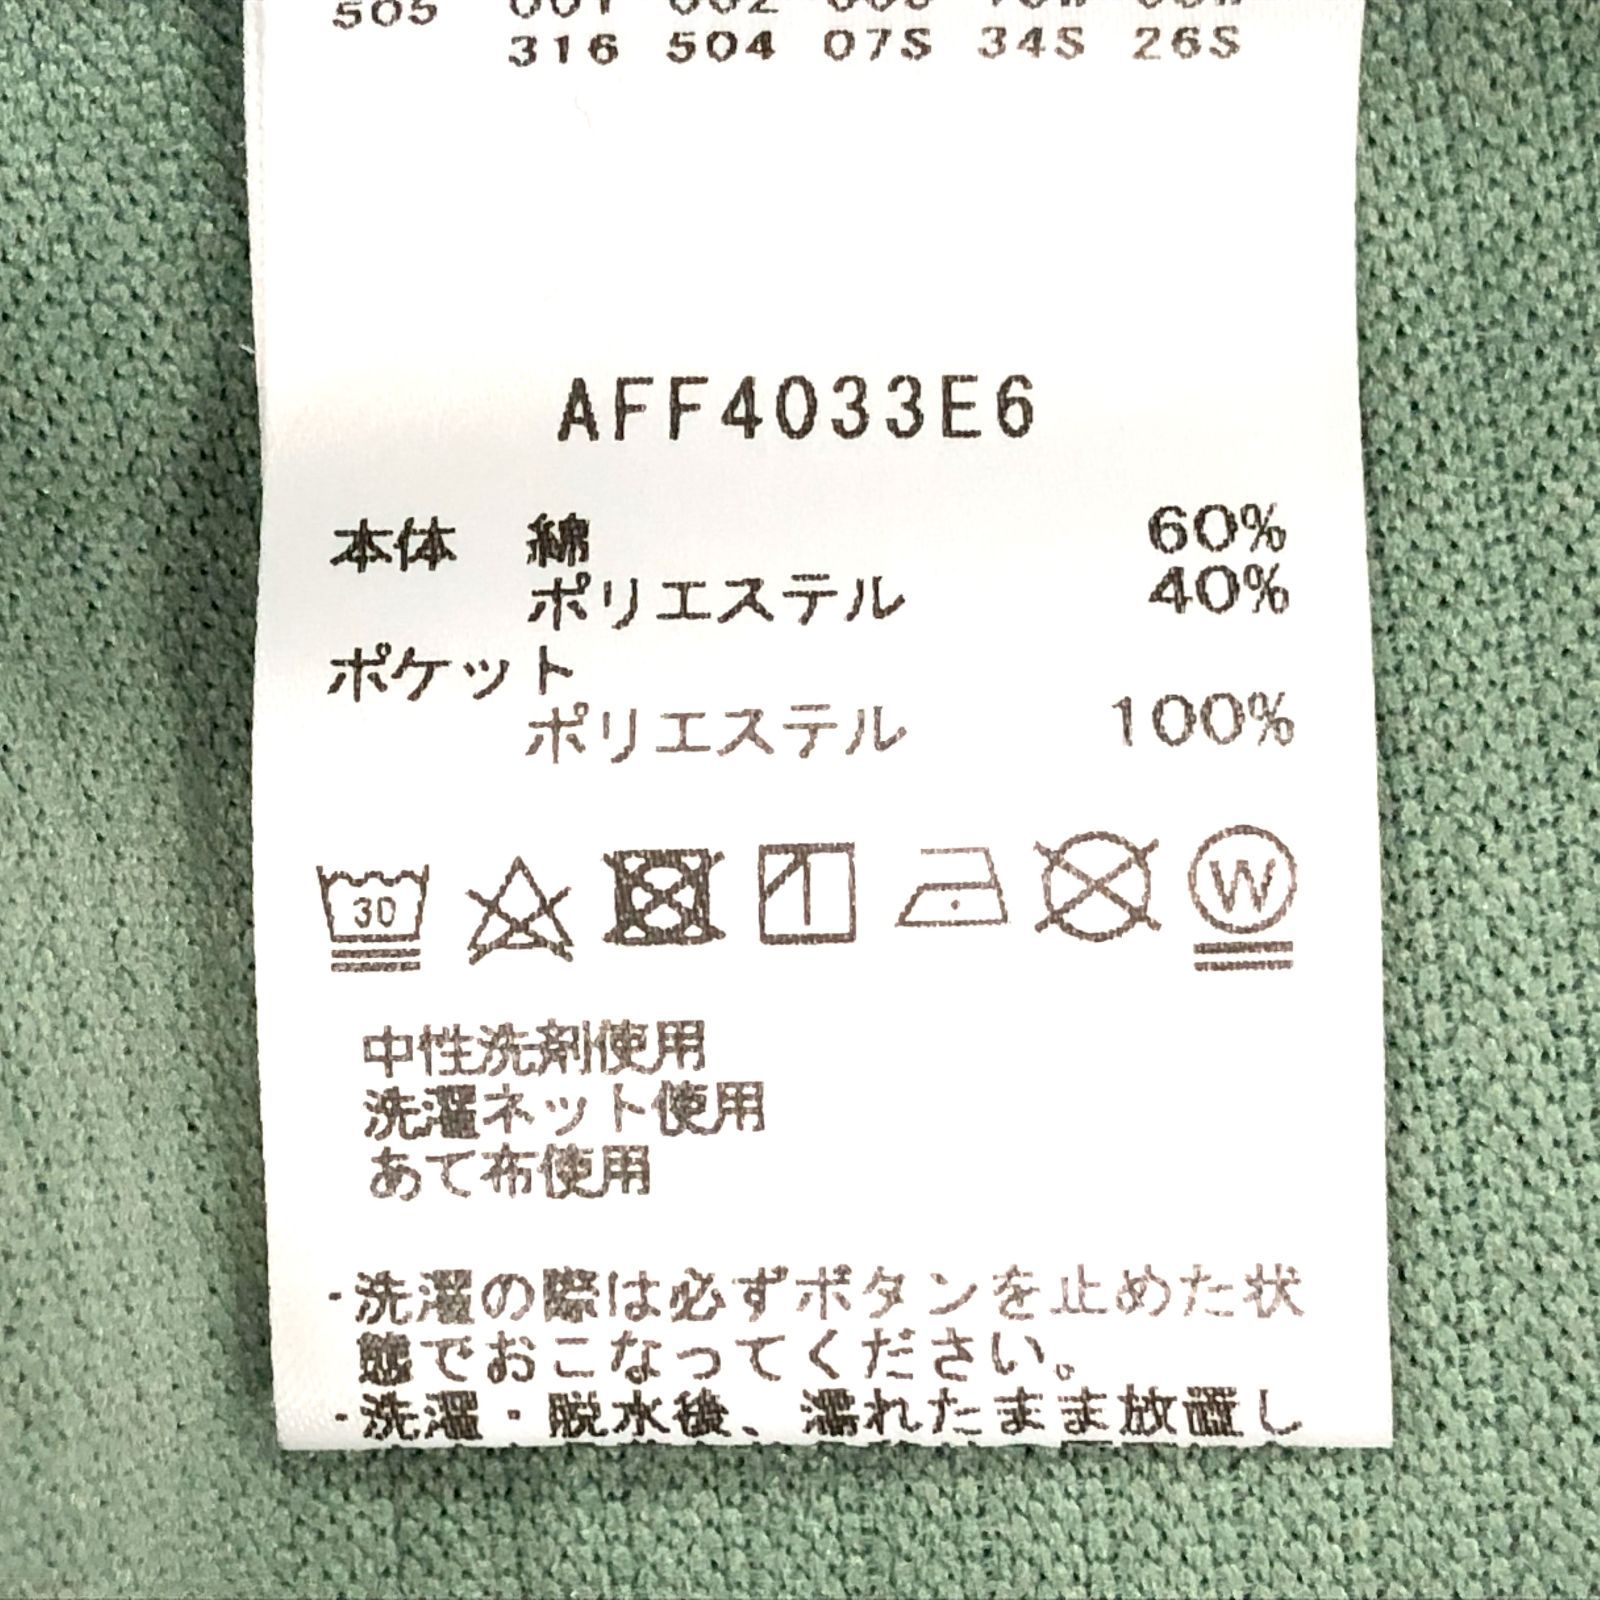 505
316 504 07S 34S 26S
AFF4033E6
本体 綿 60%
ポリエステル 40%
ポケット
ポリエステル 100%
30
W
中性洗剤使用
洗濯ネット使用
あて布使用
・洗濯の際は必ずボタンを止めた状
態でおこなってください。
・洗濯・脱水後、濡れたまま放置し